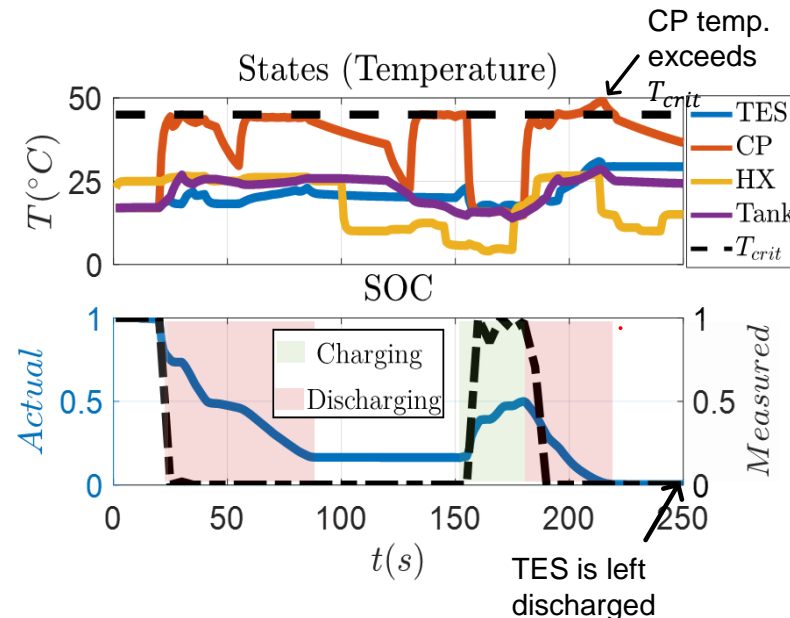 CP temp.
exceeds
T_crit
States (Temperature)
50
25
0
T(°C)
TES
CP
HX
Tank
T_crit
SOC
1
0.5
0
Actual
Charging
Discharging
1
0.5
0
Measured
0 50 100 150 200 250
t(s)
TES is left
discharged